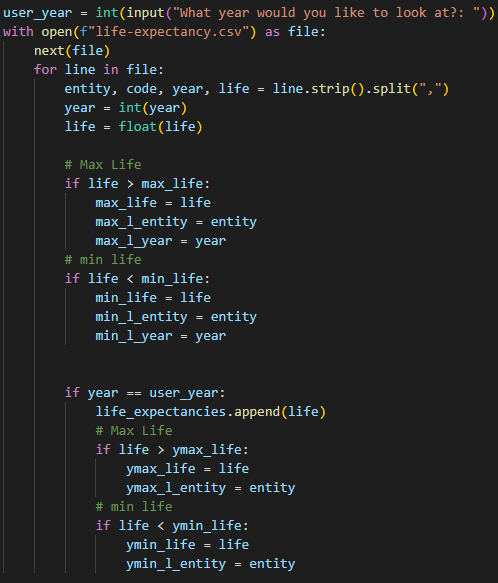 user_year = int(input("What year would you like to look at?: "))
with open(f"life-expectancy.csv") as file:
    next(file)
    for line in file:
        entity, code, year, life = line.strip().split(",")
        year = int(year)
        life = float(life)

        # Max Life
        if life > max_life:
            max_life = life
            max_l_entity = entity
            max_l_year = year
        # min life
        if life < min_life:
            min_life = life
            min_l_entity = entity
            min_l_year = year


        if year == user_year:
            life_expectancies.append(life)
            # Max Life
            if life > ymax_life:
                ymax_life = life
                ymax_l_entity = entity
            # min life
            if life < ymin_life:
                ymin_life = life
                ymin_l_entity = entity